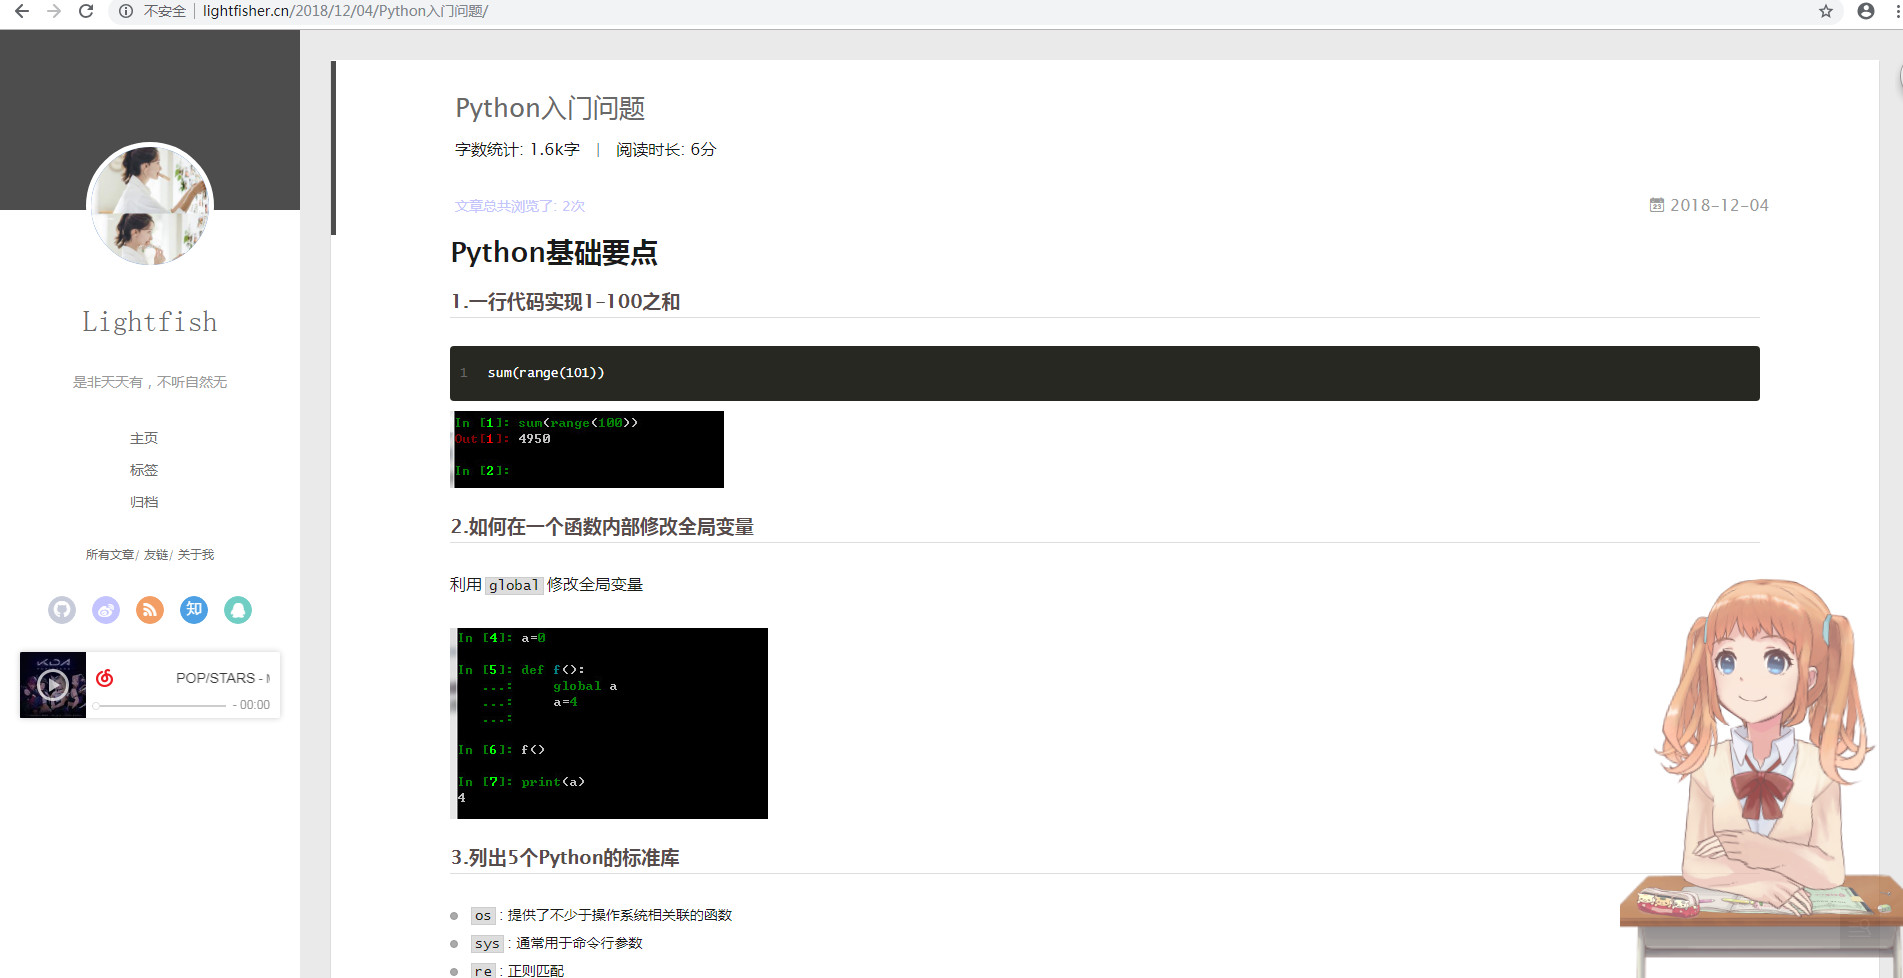 不安全 | lightfisher.cn/2018/12/04/Python入门问题/
Lightfish
是非天天有，不听自然无
主页
标签
归档
所有文章/ 友链/ 关于我
知
K/DA
POP/STARS - M
- 00:00
Python入门问题
字数统计: 1.6k字 | 阅读时长: 6分
文章总共浏览了: 2次
23 2018-12-04
Python基础要点
1.一行代码实现1-100之和
1 sum(range(101))
In [1]: sum(range(100))
Out[1]: 4950
In [2]:
2.如何在一个函数内部修改全局变量
利用 global 修改全局变量
In [4]: a=0
In [5]: def f():
...: global a
...: a=4
...:
In [6]: f()
In [7]: print(a)
4
3.列出5个Python的标准库
os : 提供了不少于操作系统相关联的函数
sys : 通常用于命令行参数
re : 正则匹配